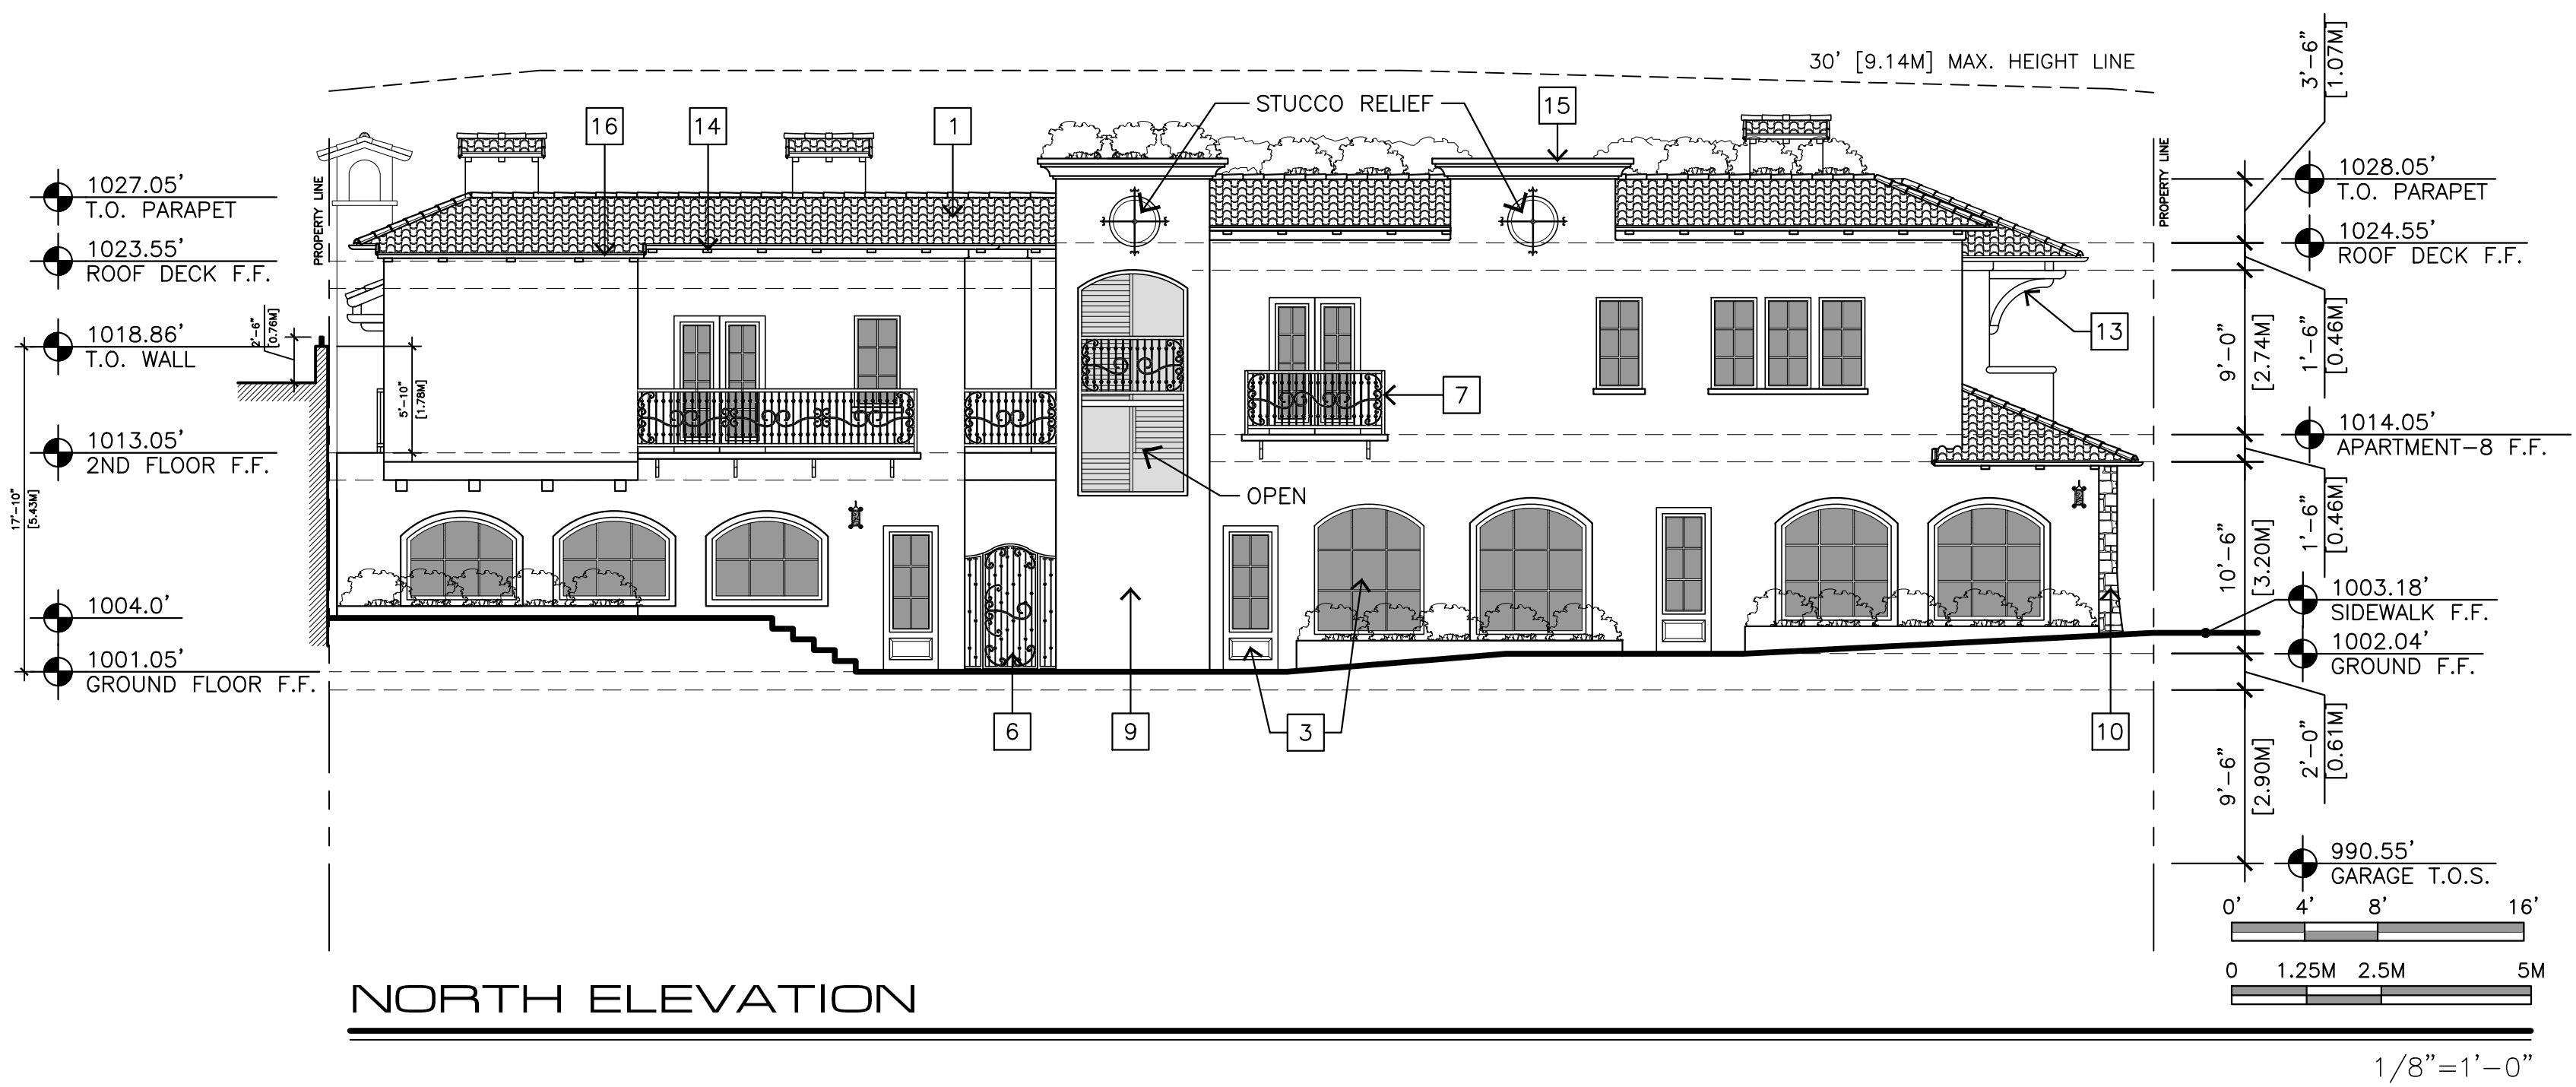 30' [9.14M] MAX. HEIGHT LINE
3'-6"
[1.07M]
STUCCO RELIEF
16
14
1
15
PROPERTY LINE
PROPERTY LINE
1027.05'
T.O. PARAPET
1023.55'
ROOF DECK F.F.
1018.86'
T.O. WALL
2'-6"
[0.76M]
5'-10"
[1.78M]
1013.05'
2ND FLOOR F.F.
17'-10"
[5.43M]
1004.0'
1001.05'
GROUND FLOOR F.F.
13
7
OPEN
6
9
3
10
1028.05'
T.O. PARAPET
1024.55'
ROOF DECK F.F.
9'-0"
[2.74M]
1'-6"
[0.46M]
1014.05'
APARTMENT-8 F.F.
1'-6"
[0.46M]
10'-6"
[3.20M]
1003.18'
SIDEWALK F.F.
1002.04'
GROUND F.F.
2'-0"
[0.61M]
9'-6"
[2.90M]
990.55'
GARAGE T.O.S.
0' 4' 8' 16'
0 1.25M 2.5M 5M
NORTH ELEVATION
1/8"=1'-0"